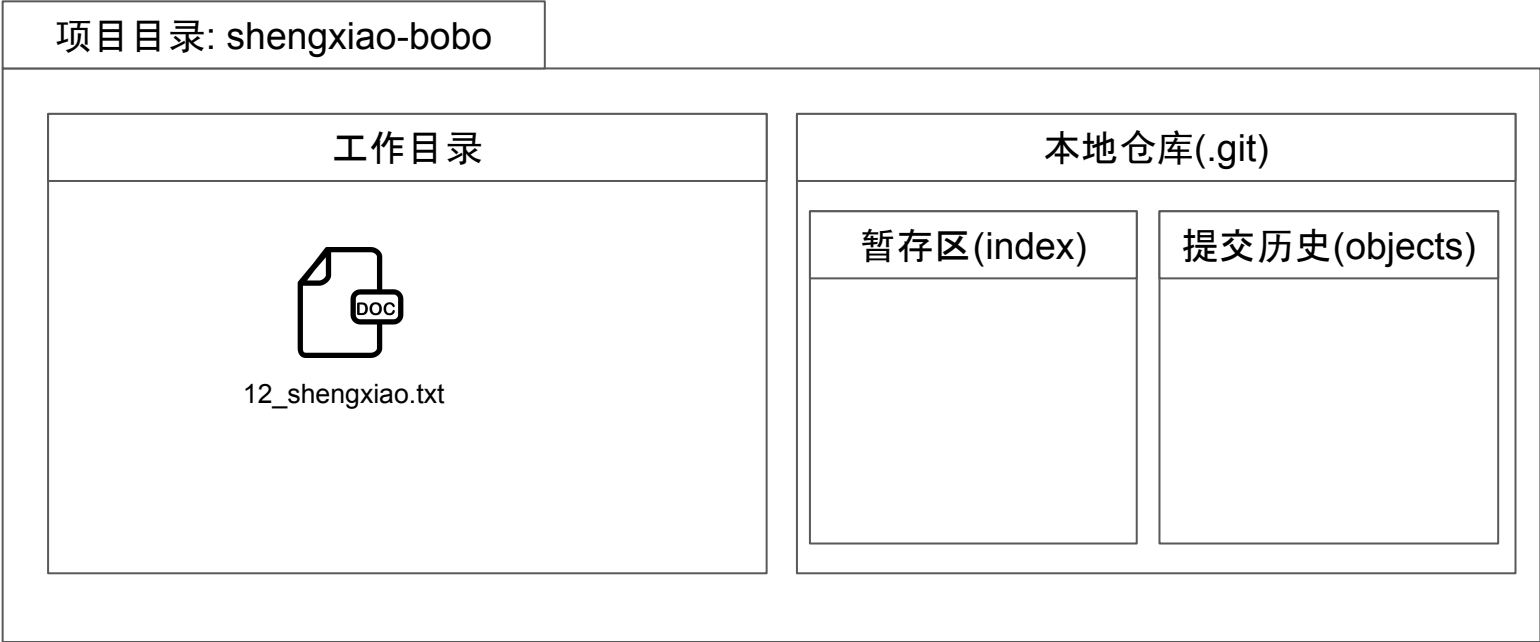 项目目录: shengxiao-bobo
工作目录
DOC
12_shengxiao.txt
本地仓库(.git)
暂存区(index)
提交历史(objects)